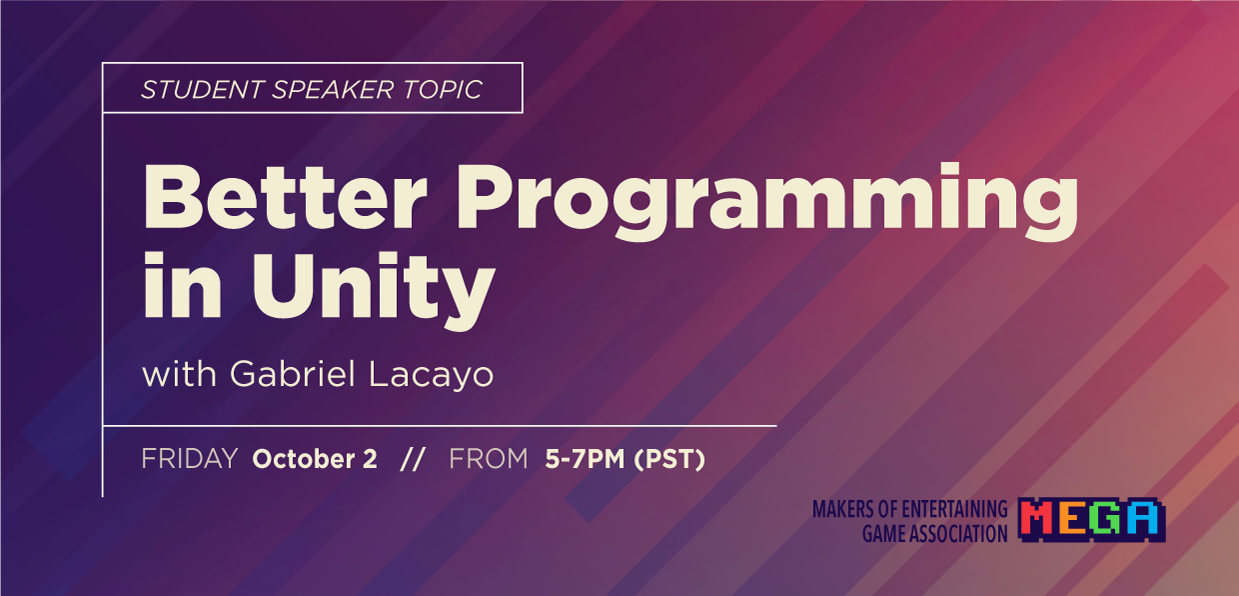 STUDENT SPEAKER TOPIC
Better Programming
in Unity
with Gabriel Lacayo
FRIDAY October 2 // FROM 5-7PM (PST)
MAKERS OF ENTERTAINING
GAME ASSOCIATION
MEGA